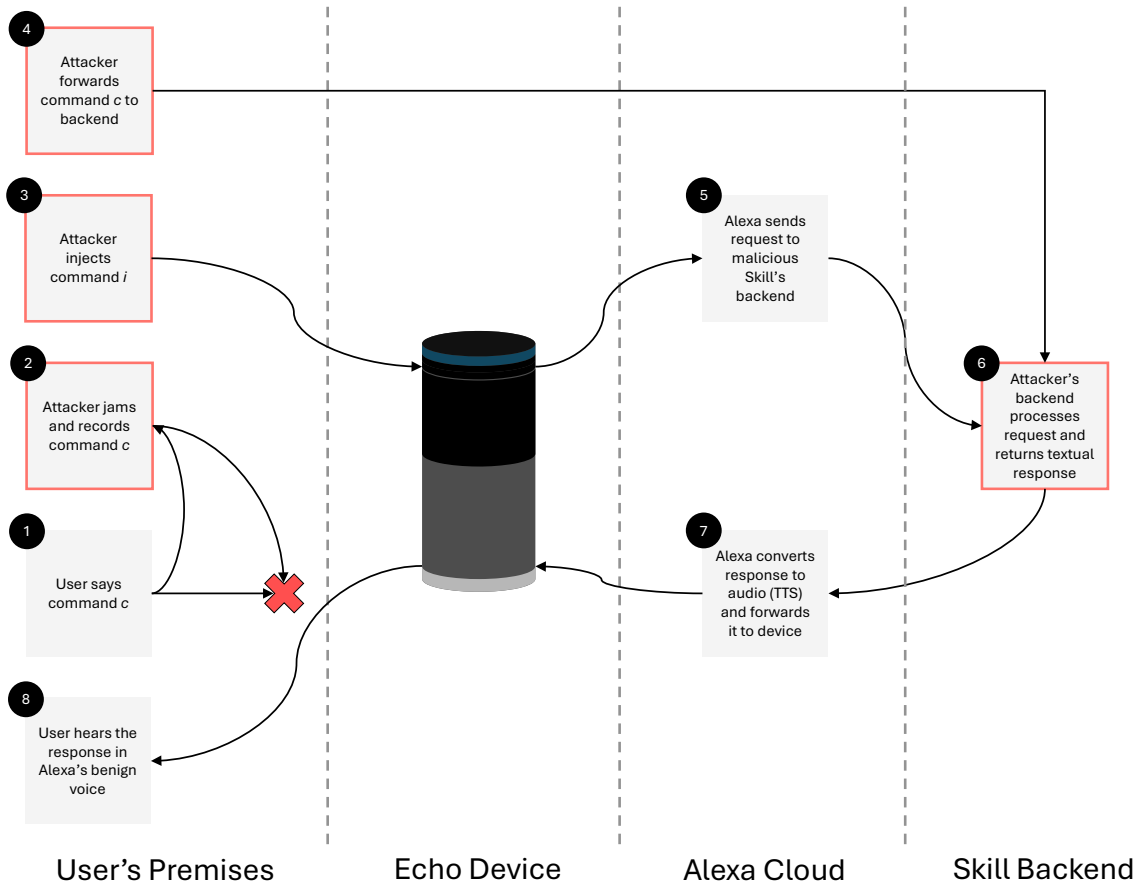 4
Attacker
forwards
command c to
backend
3
Attacker
injects
command i
5
Alexa sends
request to
malicious
Skill's
backend
2
Attacker jams
and records
command c
6
Attacker's
backend
processes
request and
returns textual
response
1
User says
command c
7
Alexa converts
response to
audio (TTS)
and forwards
it to device
8
User hears the
response in
Alexa's benign
voice
User's Premises
Echo Device
Alexa Cloud
Skill Backend